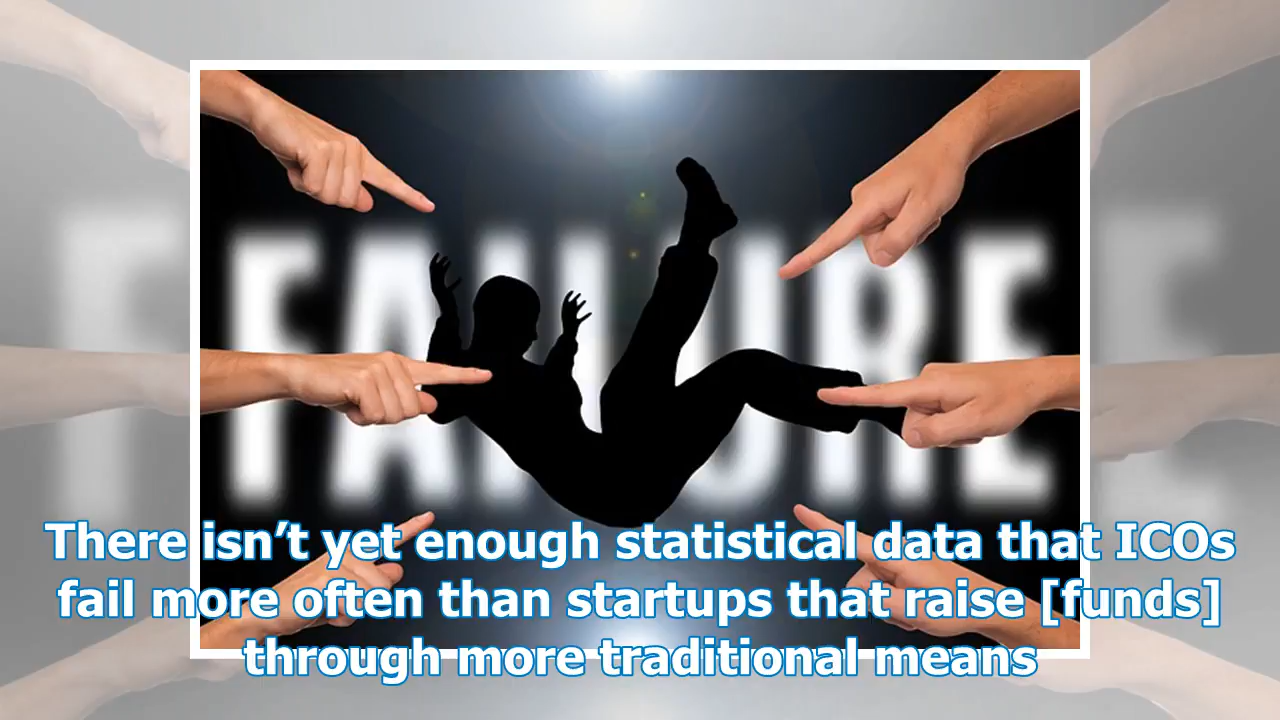 FAILURE
There isn’t yet enough statistical data that ICOs
fail more often than startups that raise [funds]
through more traditional means